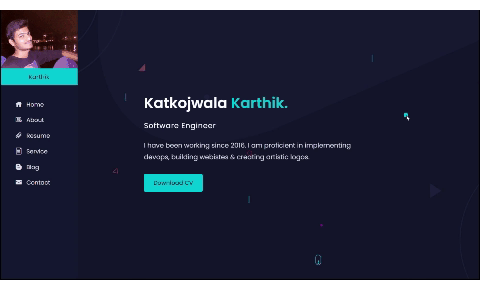 Karthik
Home
About
Resume
Service
Blog
Contact
Katkojwala Karthik.
Software Engineer
I have been working since 2016. I am proficient in implementing
devops, building webistes & creating artistic logos.
Download CV